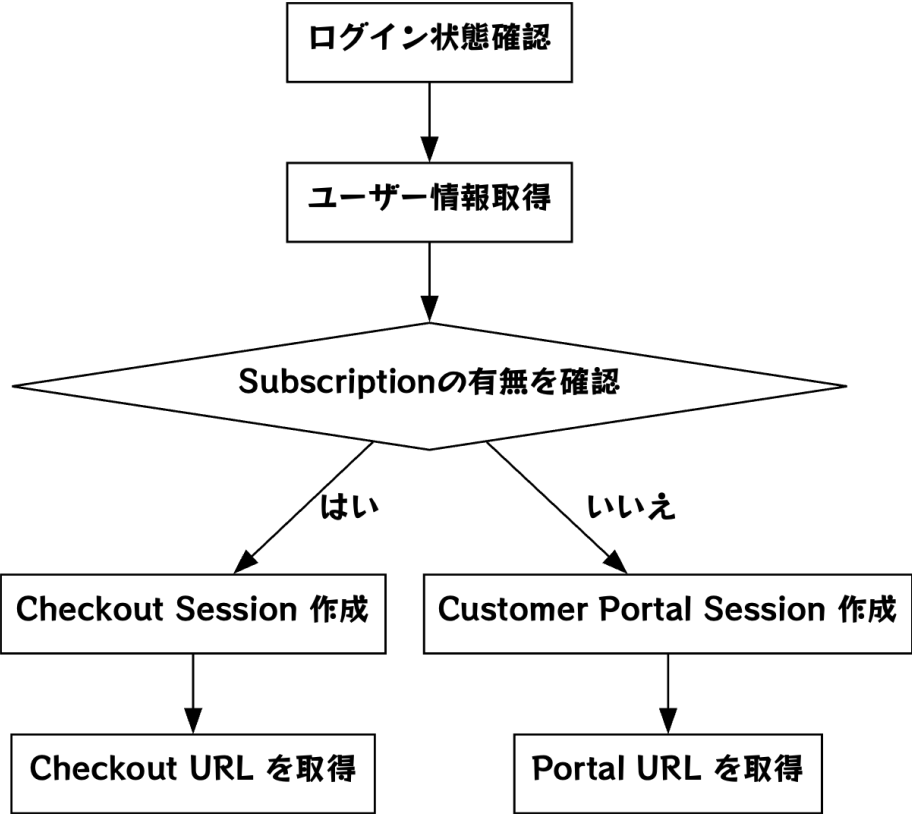 ログイン状態確認
ユーザー情報取得
Subscriptionの有無を確認
はい
いいえ
Checkout Session 作成
Customer Portal Session 作成
Checkout URL を取得
Portal URL を取得